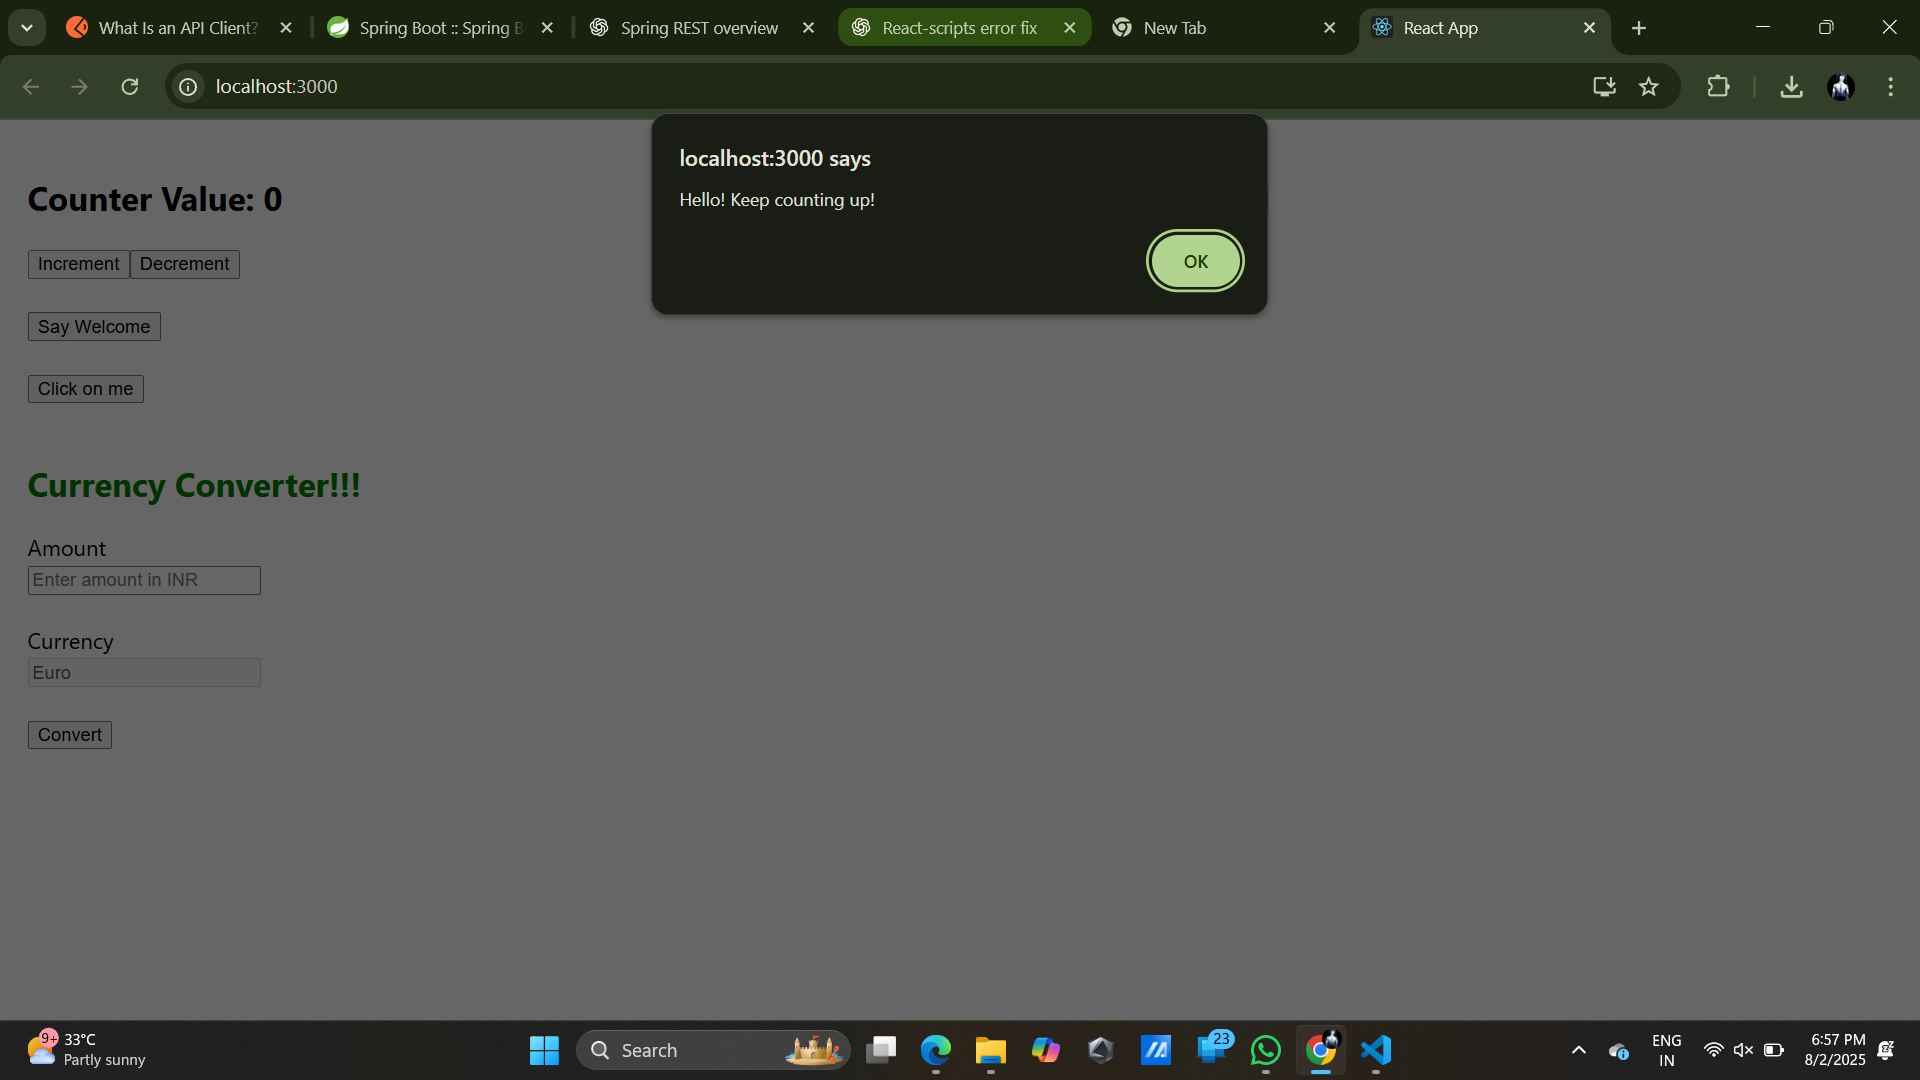 What Is an API Client?
Spring Boot :: Spring B
Spring REST overview
React-scripts error fix
New Tab
React App
localhost:3000
localhost:3000 says
Hello! Keep counting up!
OK
Counter Value: 0
Increment Decrement
Say Welcome
Click on me
Currency Converter!!!
Amount
Enter amount in INR
Currency
Euro
Convert
9+
33°C
Partly sunny
Search
23
ENG
IN
6:57 PM
8/2/2025